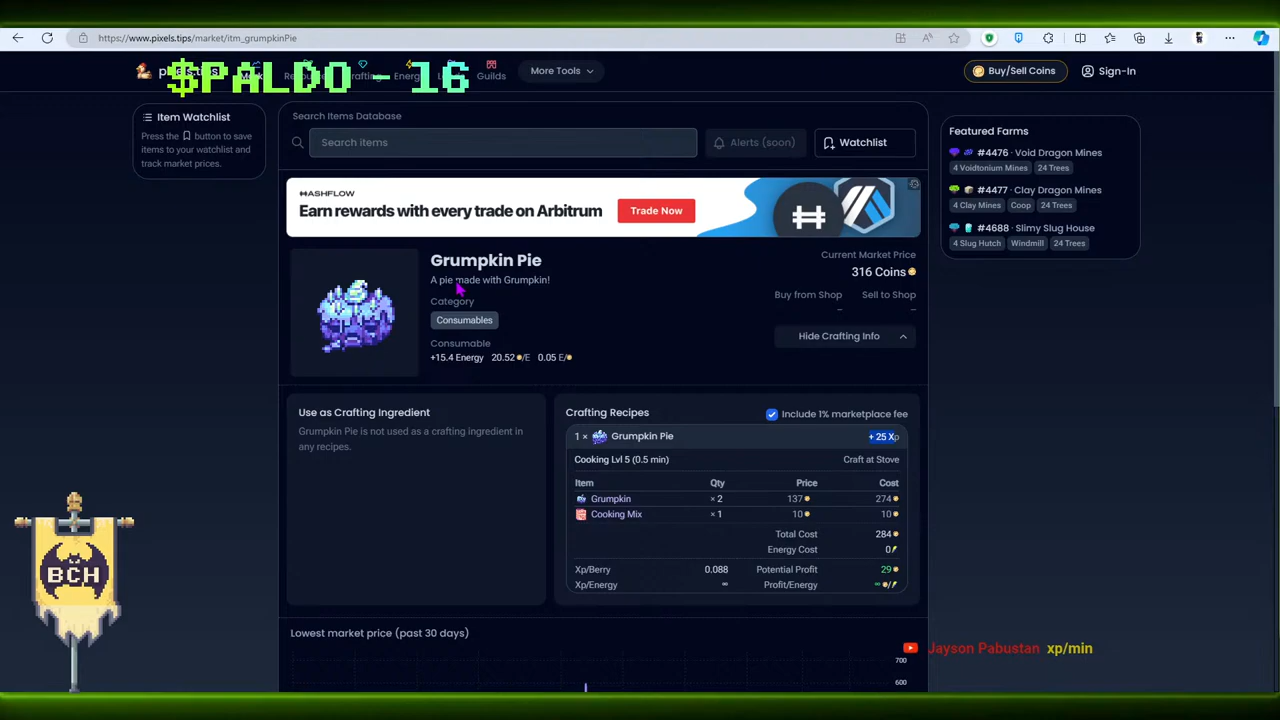 https://www.pixels.tips/market/itm_grumpkinPie
pixels.tips
Guilds
More Tools
Buy/Sell Coins
Sign-In
$PALDO - 16
Item Watchlist
Press the button to save
items to your watchlist and
track market prices.
Search Items Database
Search items
Alerts (soon)
Watchlist
HASHFLOW
Earn rewards with every trade on Arbitrum
Trade Now
Featured Farms
#4476 · Void Dragon Mines
4 Voidtonium Mines
24 Trees
#4477 · Clay Dragon Mines
4 Clay Mines
Coop
24 Trees
#4688 · Slimy Slug House
4 Slug Hutch
Windmill
24 Trees
Grumpkin Pie
A pie made with Grumpkin!
Category
Consumables
Consumable
+15.4 Energy 20.52 /E 0.05 E/
Current Market Price
316 Coins
Buy from Shop
Sell to Shop
–
–
Hide Crafting Info
Use as Crafting Ingredient
Grumpkin Pie is not used as a crafting ingredient in
any recipes.
Crafting Recipes
Include 1% marketplace fee
1 × Grumpkin Pie
+ 25 Xp
Cooking Lvl 5 (0.5 min)
Craft at Stove
Item Qty Price Cost
Grumpkin × 2 137 274
Cooking Mix × 1 10 10
Total Cost 284
Energy Cost 0
Xp/Berry 0.088 Potential Profit 29
Xp/Energy ∞ Profit/Energy ∞ /
Lowest market price (past 30 days)
700
600
BCH
Jayson Pabustan xp/min